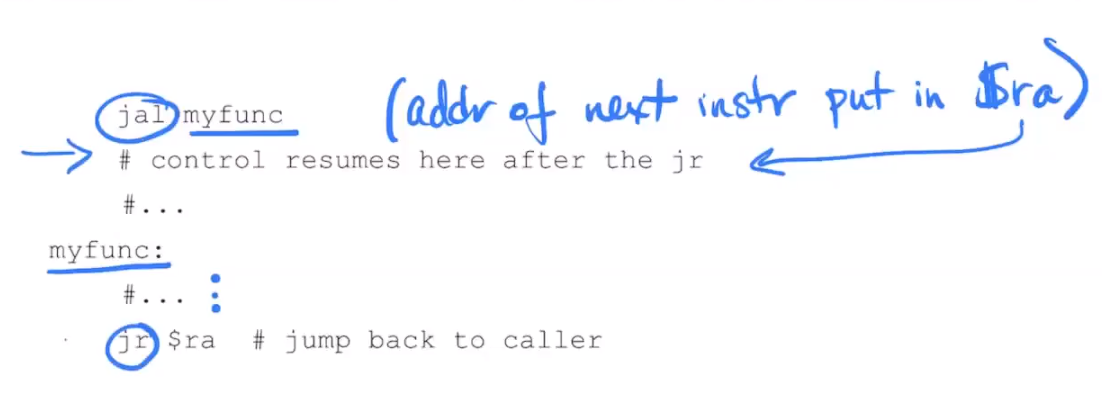 (addr of next instr put in $ra)
jal myfunc
# control resumes here after the jr
#...
myfunc:
#...
jr $ra # jump back to caller